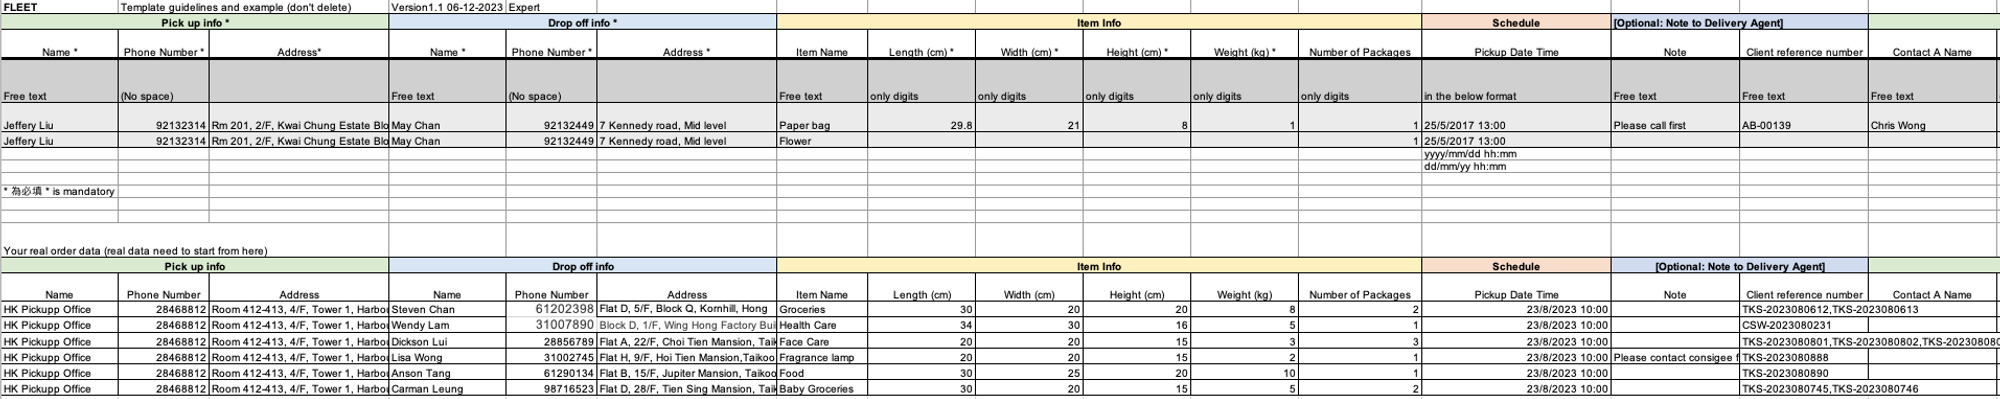 FLEET Template guidelines and example (don't delete) Version1.1 06-12-2023 Expert
Pick up info * Drop off info * Item Info Schedule [Optional: Note to Delivery Agent]
Name * Phone Number * Address* Name * Phone Number * Address * Item Name Length (cm) * Width (cm) * Height (cm) * Weight (kg) * Number of Packages Pickup Date Time Note Client reference number Contact A Name
Free text (No space) Free text (No space) Free text only digits only digits only digits only digits only digits in the below format Free text Free text Free text
Jeffery Liu 92132314 Rm 201, 2/F, Kwai Chung Estate Blo May Chan 92132449 7 Kennedy road, Mid level Paper bag 29.8 21 8 1 1 25/5/2017 13:00 Please call first AB-00139 Chris Wong
Jeffery Liu 92132314 Rm 201, 2/F, Kwai Chung Estate Blo May Chan 92132449 7 Kennedy road, Mid level Flower 1 25/5/2017 13:00
yyyy/mm/dd hh:mm
dd/mm/yy hh:mm
* 為必填 * is mandatory
Your real order data (real data need to start from here)
Pick up info Drop off info Item Info Schedule [Optional: Note to Delivery Agent]
Name Phone Number Address Name Phone Number Address Item Name Length (cm) Width (cm) Height (cm) Weight (kg) Number of Packages Pickup Date Time Note Client reference number Contact A Name
HK Pickupp Office 28468812 Room 412-413, 4/F, Tower 1, Harbou Steven Chan 61202398 Flat D, 5/F, Block Q, Kornhill, Hong Groceries 30 20 20 8 2 23/8/2023 10:00 TKS-2023080612,TKS-2023080613
HK Pickupp Office 28468812 Room 412-413, 4/F, Tower 1, Harbou Wendy Lam 31007890 Block D, 1/F, Wing Hong Factory Buil Health Care 34 30 16 5 1 23/8/2023 10:00 CSW-2023080231
HK Pickupp Office 28468812 Room 412-413, 4/F, Tower 1, Harbou Dickson Lui 28856789 Flat A, 22/F, Choi Tien Mansion, Taik Face Care 20 20 15 3 3 23/8/2023 10:00 TKS-2023080801,TKS-2023080802,TKS-2023080
HK Pickupp Office 28468812 Room 412-413, 4/F, Tower 1, Harbou Lisa Wong 31002745 Flat H, 9/F, Hoi Tien Mansion,Taikoo Fragrance lamp 20 20 15 2 1 23/8/2023 10:00 Please contact consigee f TKS-2023080888
HK Pickupp Office 28468812 Room 412-413, 4/F, Tower 1, Harbou Anson Tang 61290134 Flat B, 15/F, Jupiter Mansion, Taikoo Food 30 25 20 10 1 23/8/2023 10:00 TKS-2023080890
HK Pickupp Office 28468812 Room 412-413, 4/F, Tower 1, Harbou Carman Leung 98716523 Flat D, 28/F, Tien Sing Mansion, Taik Baby Groceries 30 20 15 5 2 23/8/2023 10:00 TKS-2023080745,TKS-2023080746